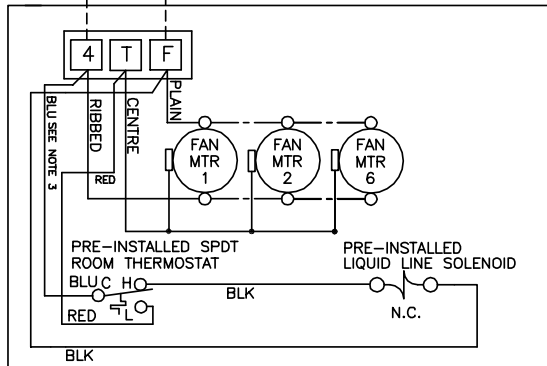 4 T F
BLU SEE NOTE 3
RIBBED
RED
CENTRE
PLAIN
FAN MTR 1
FAN MTR 2
FAN MTR 6
PRE-INSTALLED SPDT
ROOM THERMOSTAT
PRE-INSTALLED
LIQUID LINE SOLENOID
BLU C H
BLK
N.C.
RED L
BLK